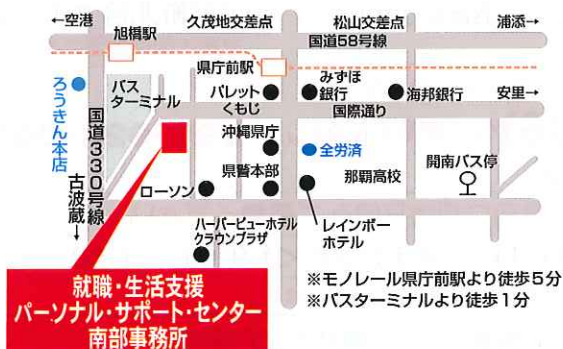 ←空港
久茂地交差点
松山交差点
浦添→
旭橋駅
国道58号線
県庁前駅
ろうきん本店
バス
ターミナル
パレット
くもじ
みずほ
銀行
海邦銀行
安里→
国際通り
国道330号線
沖縄県庁
全労済
古波蔵→
県警本部
那覇高校
開南バス停
ローソン
ハーバービューホテル
クラウンプラザ
レインボー
ホテル
就職・生活支援
パーソナル・サポート・センター
南部事務所
※モノレール県庁前駅より徒歩5分
※バスターミナルより徒歩1分